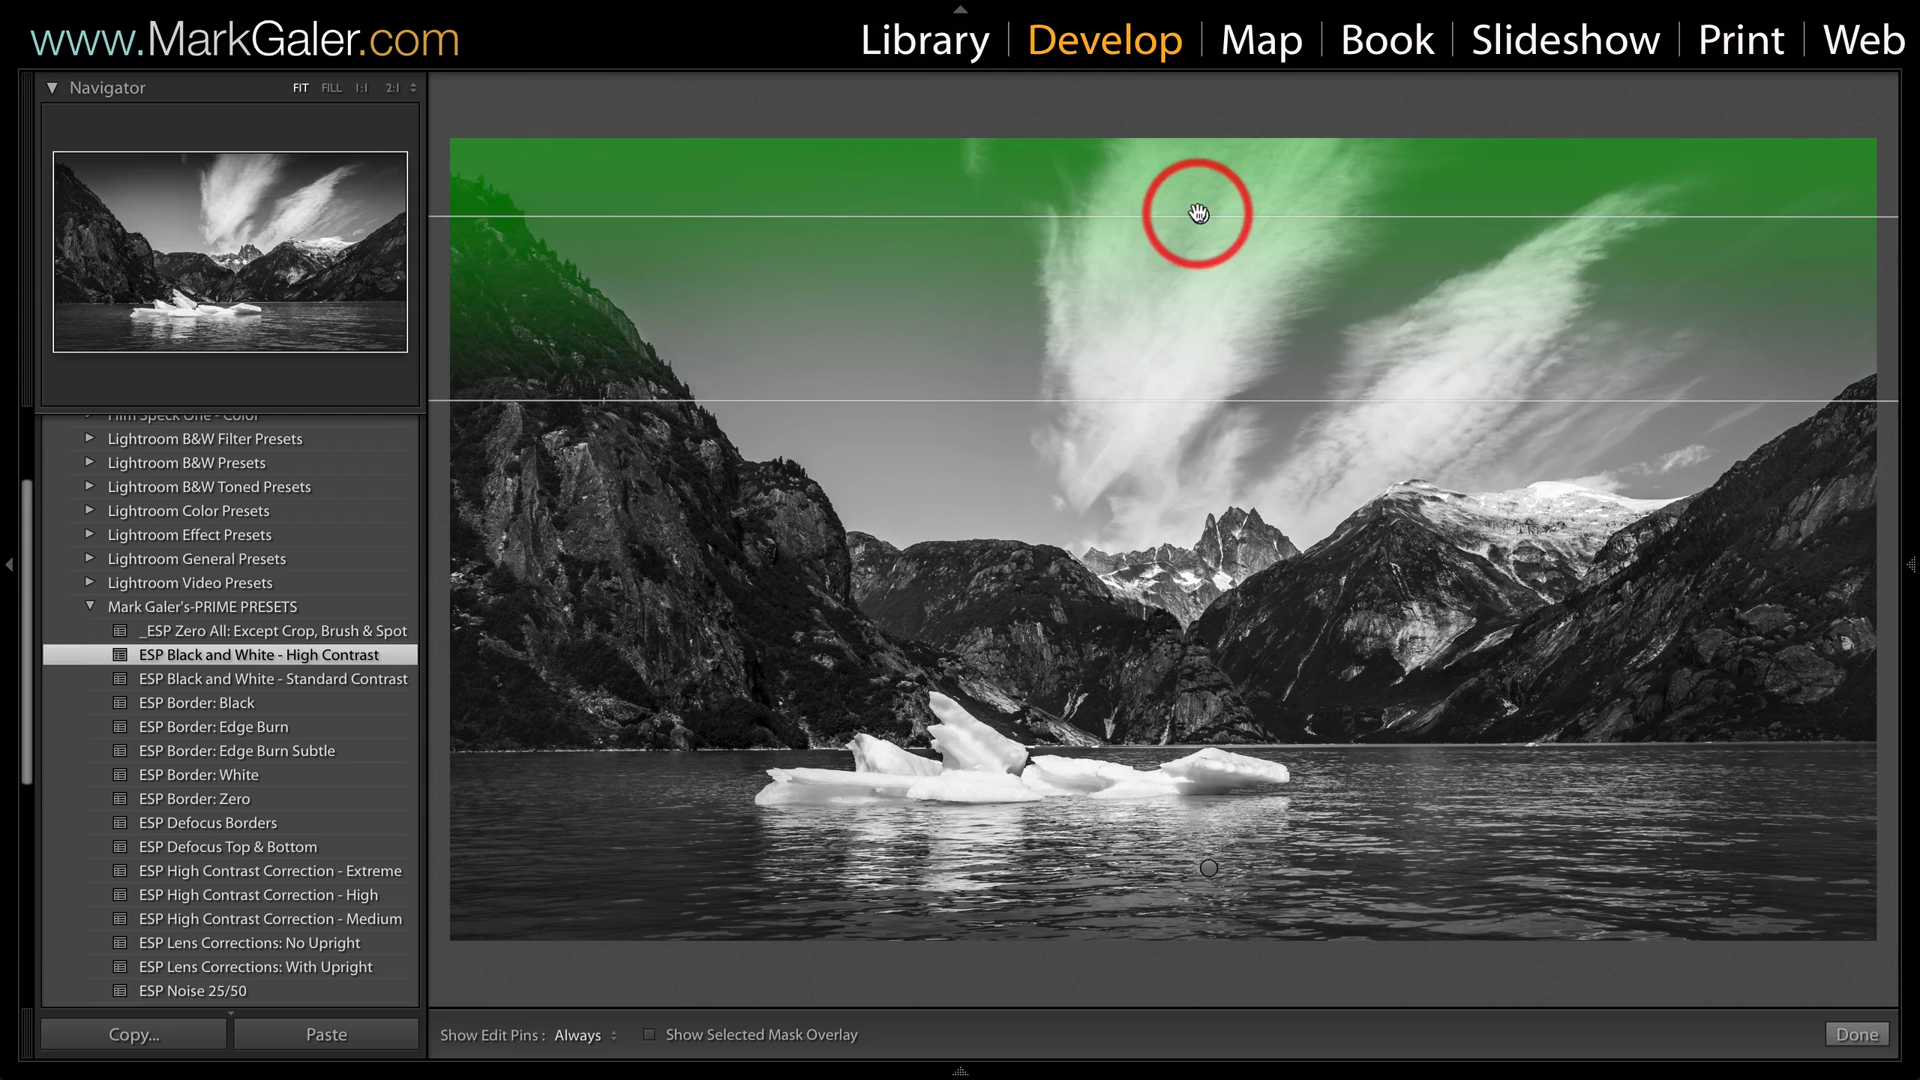 www.MarkGaler.com
Library Develop Map Book Slideshow Print Web
Navigator FIT FILL 1:1 2:1
Film Speck One - Color
Lightroom B&W Filter Presets
Lightroom B&W Presets
Lightroom B&W Toned Presets
Lightroom Color Presets
Lightroom Effect Presets
Lightroom General Presets
Lightroom Video Presets
Mark Galer's-PRIME PRESETS
_ESP Zero All: Except Crop, Brush & Spot
ESP Black and White - High Contrast
ESP Black and White - Standard Contrast
ESP Border: Black
ESP Border: Edge Burn
ESP Border: Edge Burn Subtle
ESP Border: White
ESP Border: Zero
ESP Defocus Borders
ESP Defocus Top & Bottom
ESP High Contrast Correction - Extreme
ESP High Contrast Correction - High
ESP High Contrast Correction - Medium
ESP Lens Corrections: No Upright
ESP Lens Corrections: With Upright
ESP Noise 25/50
Copy... Paste
Show Edit Pins : Always Show Selected Mask Overlay Done